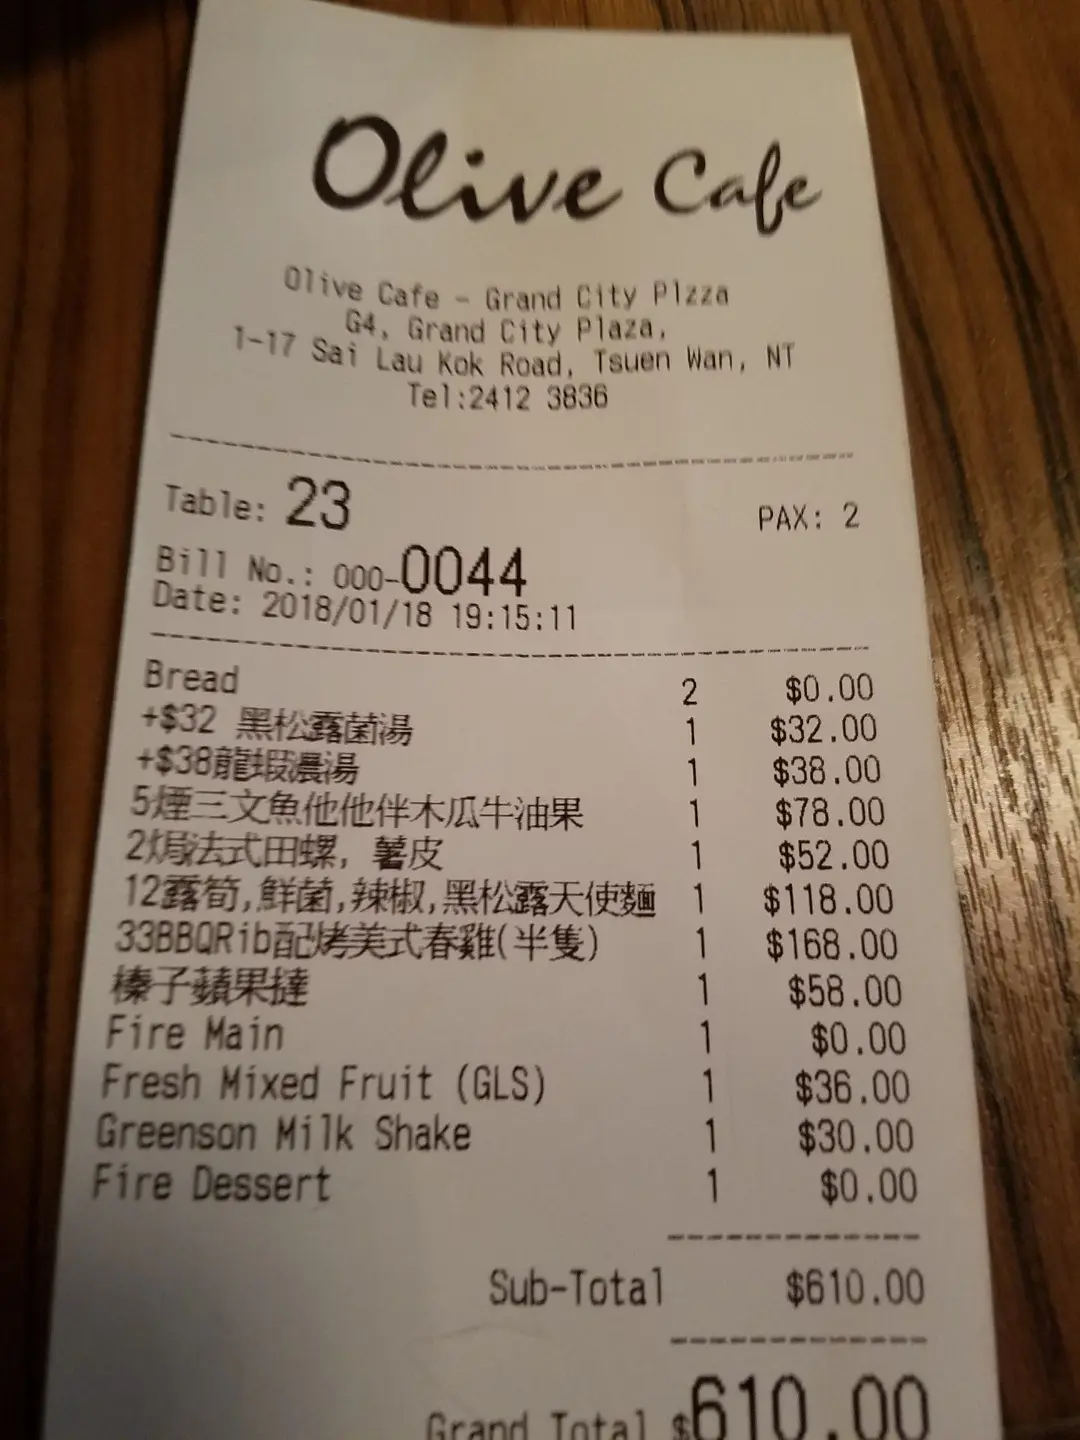 Olive Cafe
Olive Cafe - Grand City Plzza
G4, Grand City Plaza,
1-17 Sai Lau Kok Road, Tsuen Wan, NT
Tel:2412 3836
Table: 23 PAX: 2
Bill No.: 000-0044
Date: 2018/01/18 19:15:11
Bread 2 $0.00
+$32 黑松露菌湯 1 $32.00
+$38龍蝦濃湯 1 $38.00
5煙三文魚他他伴木瓜牛油果 1 $78.00
2焗法式田螺, 薯皮 1 $52.00
12露筍,鮮菌,辣椒,黑松露天使麵 1 $118.00
33BBQRib配烤美式春雞(半隻) 1 $168.00
榛子蘋果撻 1 $58.00
Fire Main 1 $0.00
Fresh Mixed Fruit (GLS) 1 $36.00
Greenson Milk Shake 1 $30.00
Fire Dessert 1 $0.00
Sub-Total $610.00
Grand Total $610.00